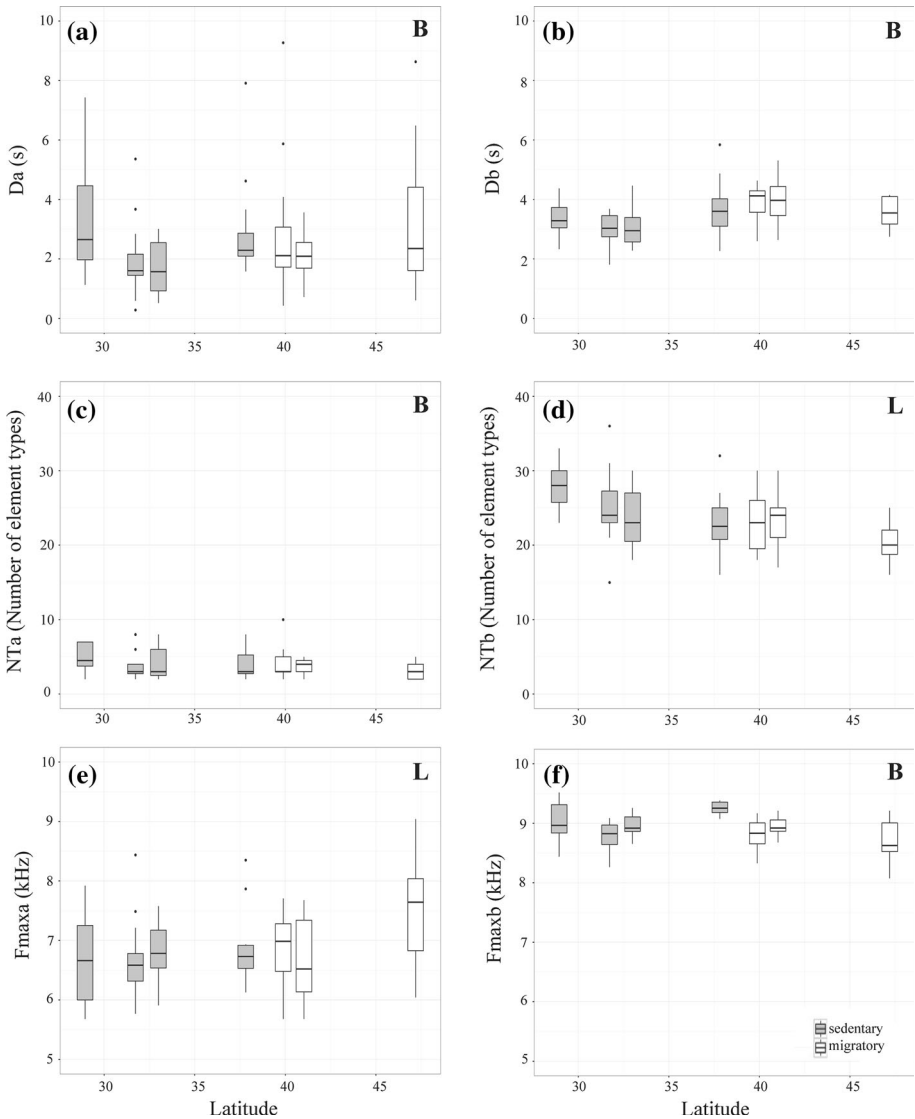 (a) B
Da (s)
10
8
6
4
2
0
30 35 40 45
(b) B
Db (s)
10
8
6
4
2
0
30 35 40 45
(c) B
NTa (Number of element types)
40
30
20
10
0
30 35 40 45
(d) L
NTb (Number of element types)
40
30
20
10
0
30 35 40 45
(e) L
Fmaxa (kHz)
10
9
8
7
6
5
30 35 40 45
Latitude
(f) B
Fmaxb (kHz)
10
9
8
7
6
5
sedentary
migratory
30 35 40 45
Latitude